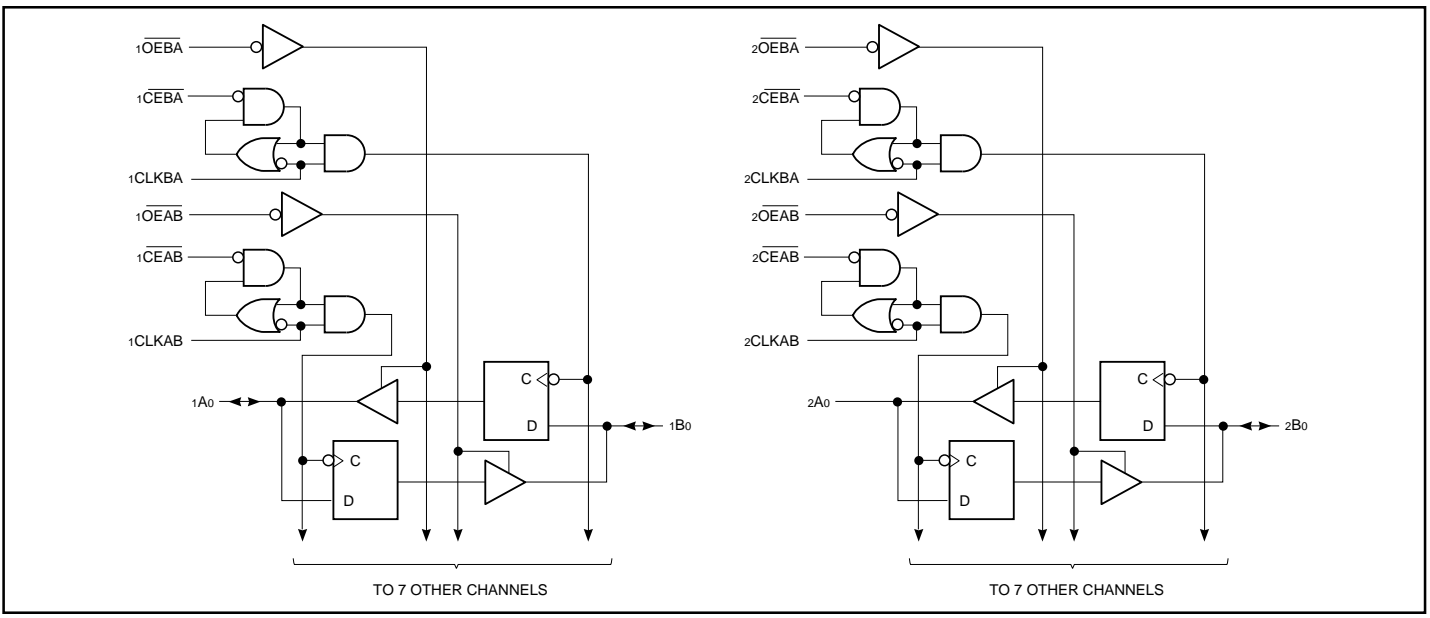 1OEBA
1CEBA
1CLKBA
1OEAB
1CEAB
1CLKAB
C
1A0
D
1B0
C
D
TO 7 OTHER CHANNELS
2OEBA
2CEBA
2CLKBA
2OEAB
2CEAB
2CLKAB
C
2A0
D
2B0
C
D
TO 7 OTHER CHANNELS